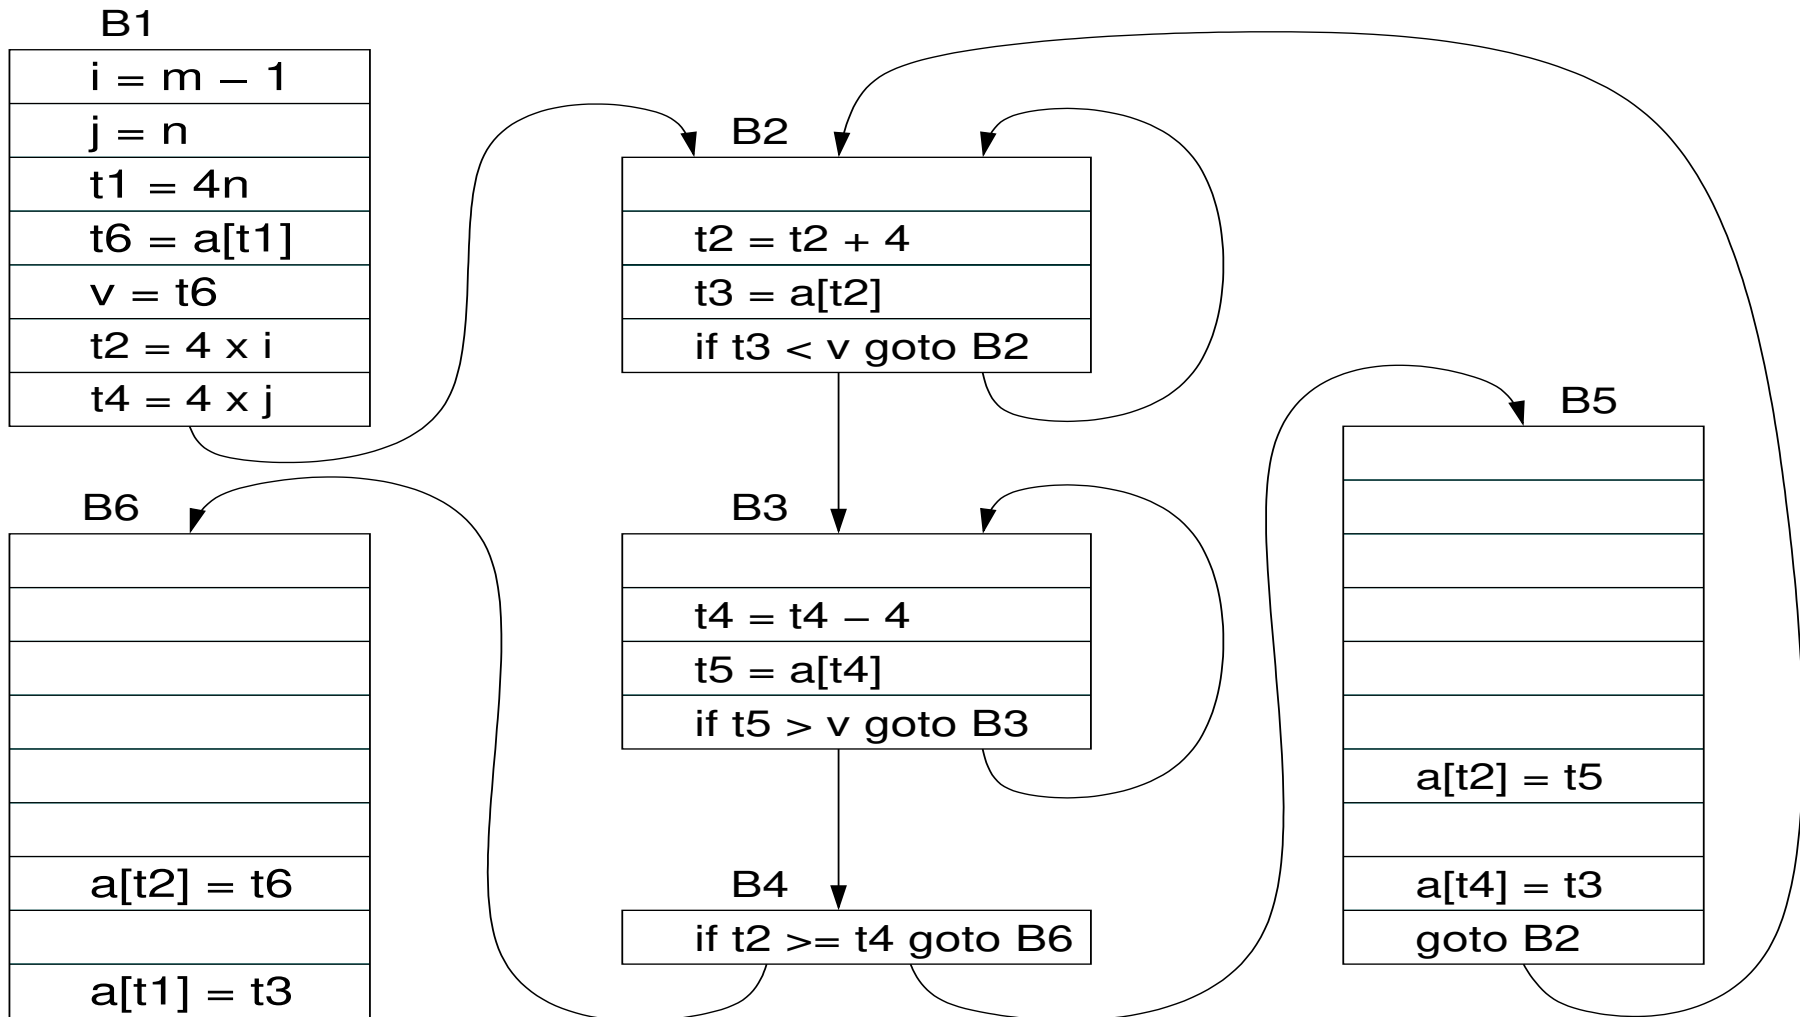 B1
i = m – 1
j = n
t1 = 4n
t6 = a[t1]
v = t6
t2 = 4 x i
t4 = 4 x j
B2
t2 = t2 + 4
t3 = a[t2]
if t3 < v goto B2
B3
t4 = t4 – 4
t5 = a[t4]
if t5 > v goto B3
B4
if t2 >= t4 goto B6
B5
a[t2] = t5
a[t4] = t3
goto B2
B6
a[t2] = t6
a[t1] = t3